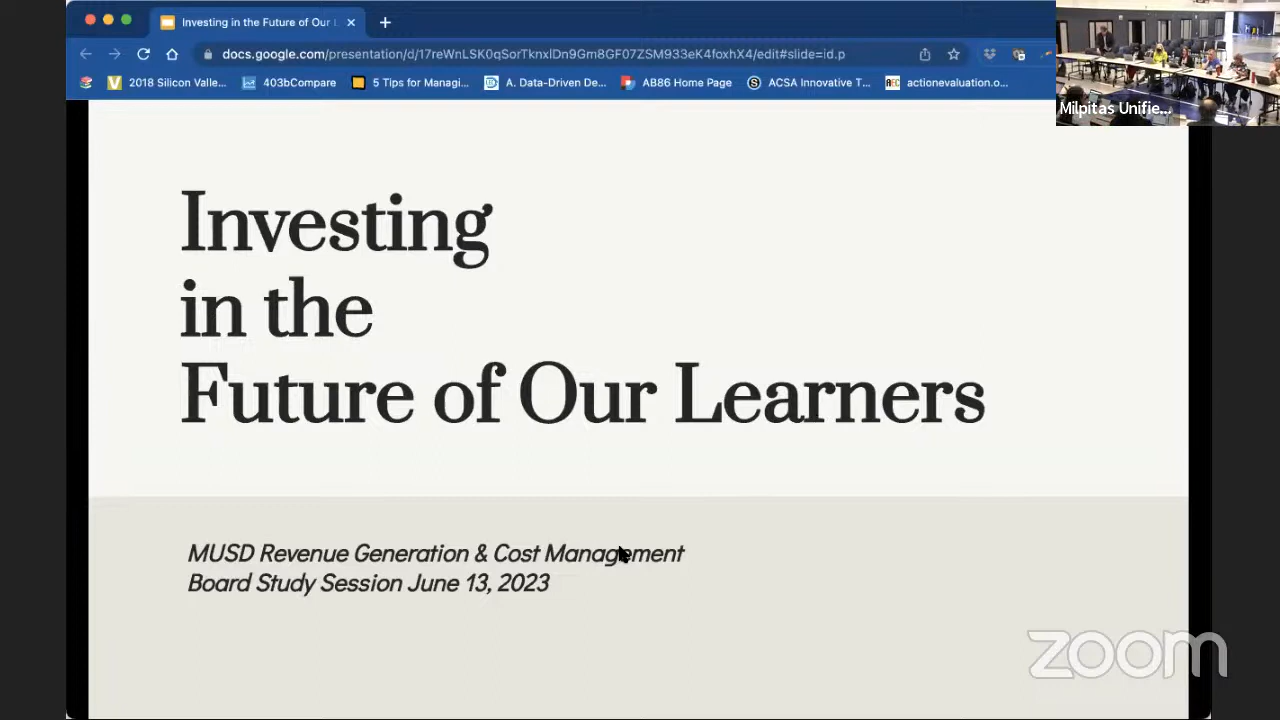 Investing in the Future of Our L
docs.google.com/presentation/d/17reWnLSK0qSorTknxlDn9Gm8GF07ZSM933eK4foxhX4/edit#slide=id.p
2018 Silicon Valle...
403bCompare
5 Tips for Managi...
A. Data-Driven De...
AB86 Home Page
ACSA Innovative T...
actionevaluation.o...
Milpitas Unifie...
Investing
in the
Future of Our Learners
MUSD Revenue Generation & Cost Management
Board Study Session June 13, 2023
zoom